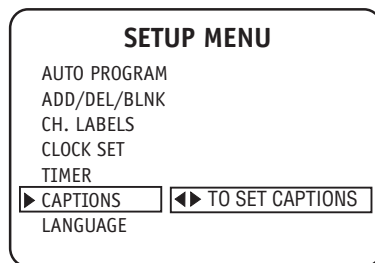 SETUP MENU
AUTO PROGRAM
ADD/DEL/BLNK
CH. LABELS
CLOCK SET
TIMER
▶ CAPTIONS ◀▶ TO SET CAPTIONS
LANGUAGE